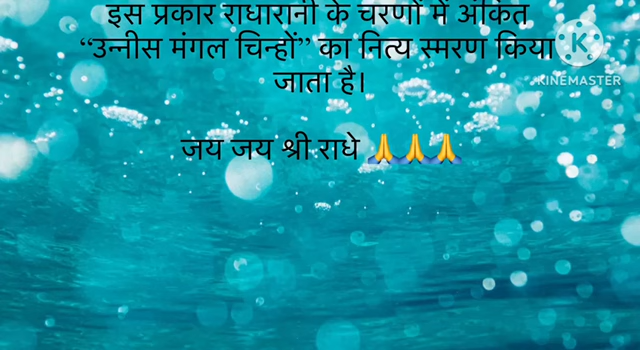 इस प्रकार राधारानी के चरणों में अंकित
“उन्नीस मंगल चिन्हों” का नित्य स्मरण किया
जाता है।
जय जय श्री राधे 🙏🙏🙏
K
KINEMASTER